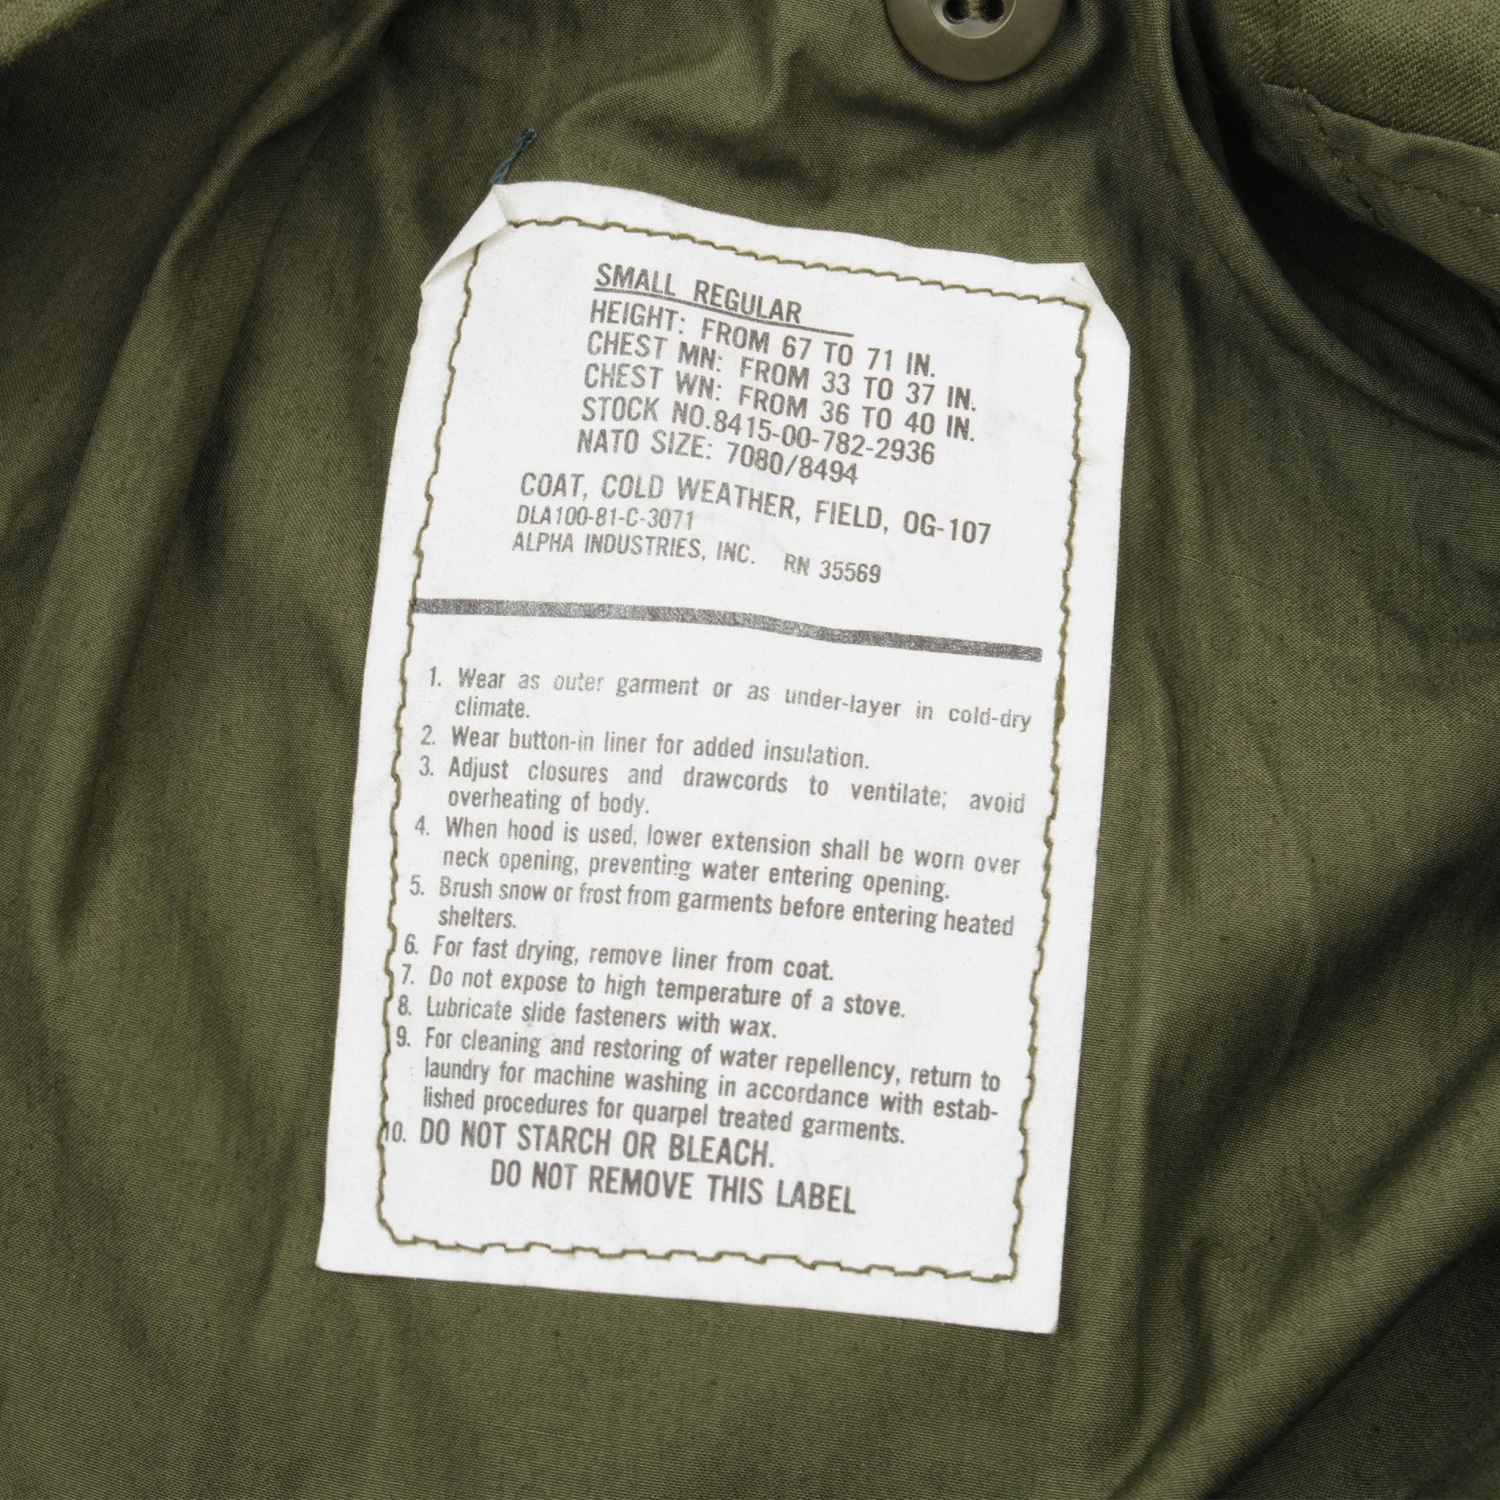 SMALL REGULAR
HEIGHT: FROM 67 TO 71 IN.
CHEST MN: FROM 33 TO 37 IN.
CHEST WN: FROM 36 TO 40 IN.
STOCK NO.8415-00-782-2936
NATO SIZE: 7080/8494
COAT, COLD WEATHER, FIELD, OG-107
DLA100-81-C-3071
ALPHA INDUSTRIES, INC. RN 35569
1. Wear as outer garment or as under-layer in cold-dry
climate.
2. Wear button-in liner for added insulation.
3. Adjust closures and drawcords to ventilate; avoid
overheating of body.
4. When hood is used, lower extension shall be worn over
neck opening, preventing water entering opening.
5. Brush snow or frost from garments before entering heated
shelters.
6. For fast drying, remove liner from coat.
7. Do not expose to high temperature of a stove.
8. Lubricate slide fasteners with wax.
9. For cleaning and restoring of water repellency, return to
laundry for machine washing in accordance with estab-
lished procedures for quarpel treated garments.
10. DO NOT STARCH OR BLEACH.
DO NOT REMOVE THIS LABEL